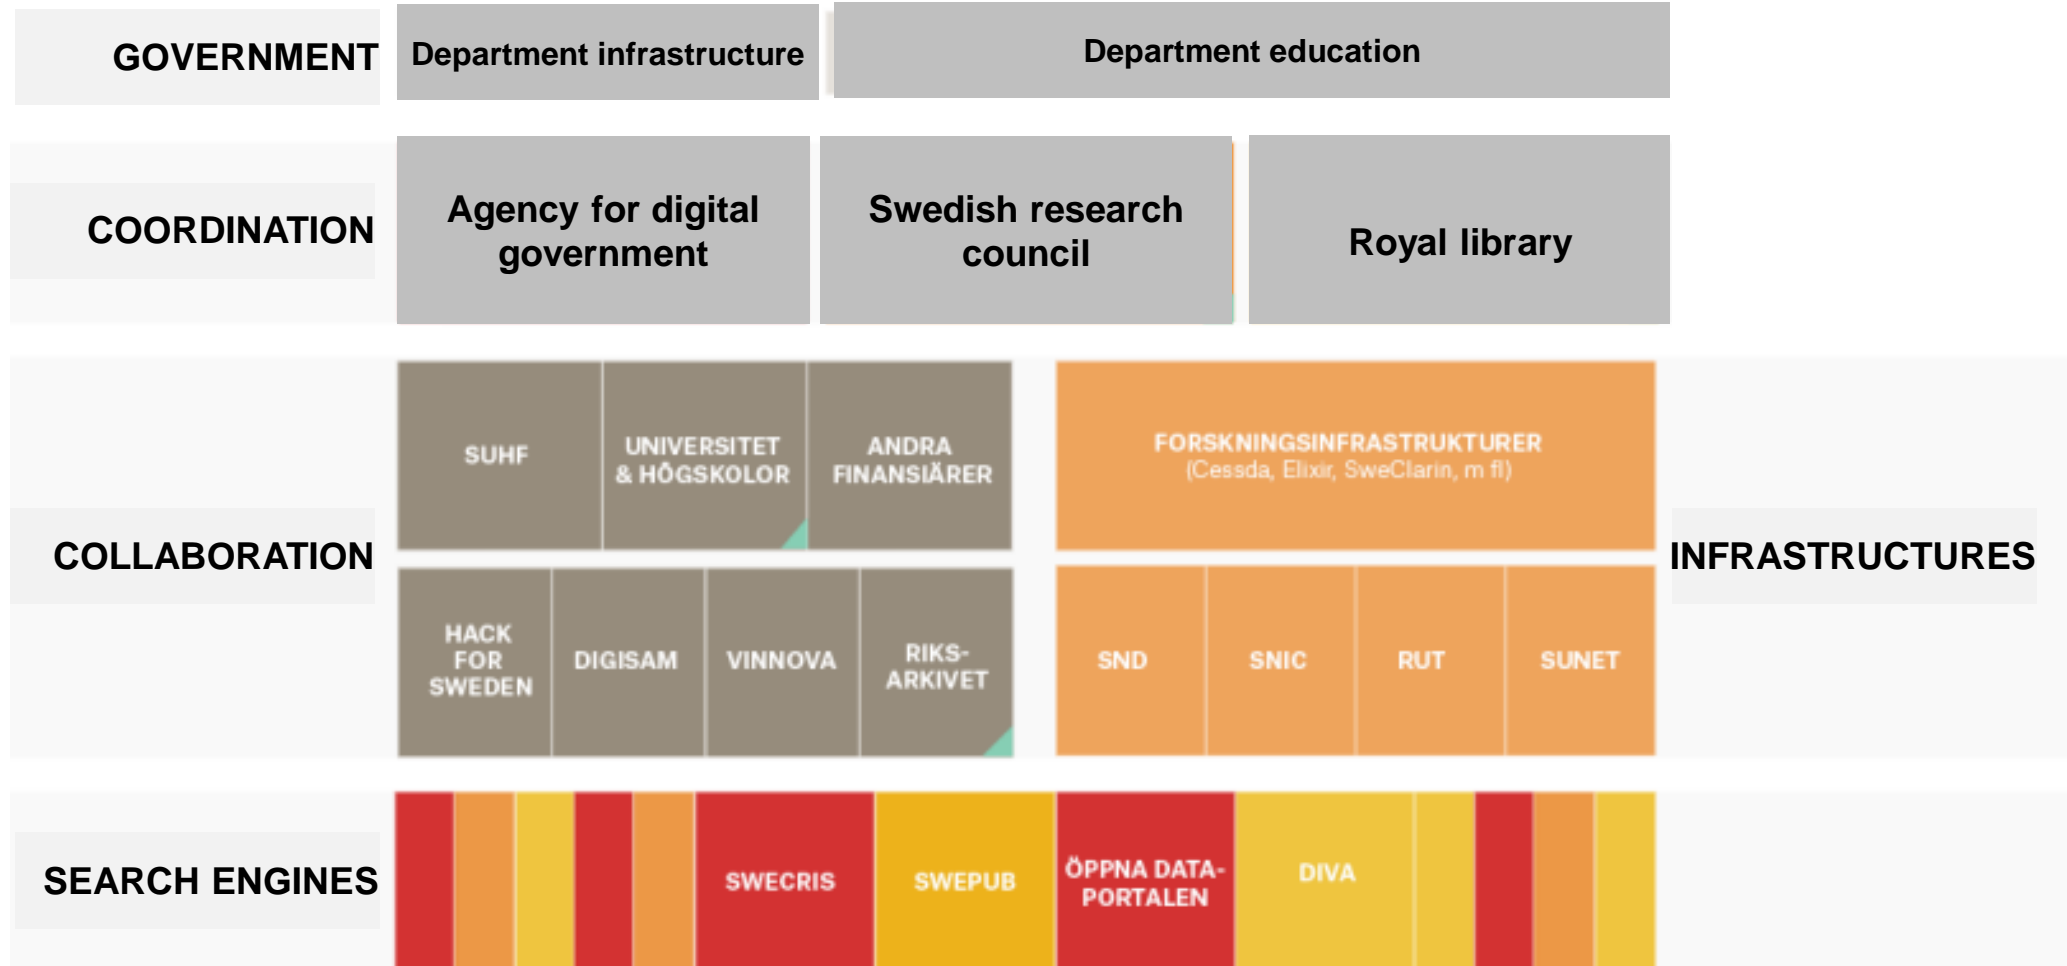 GOVERNMENT
Department infrastructure
Department education
COORDINATION
Agency for digital
government
Swedish research
council
Royal library
COLLABORATION
SUHF
UNIVERSITET
& HÖGSKOLOR
ANDRA
FINANSIÄRER
FORSKNINGSINFRASTRUKTURER
(Cessda, Elixir, SweClarin, m fl)
INFRASTRUCTURES
HACK
FOR
SWEDEN
DIGISAM
VINNOVA
RIKS-
ARKIVET
SND
SNIC
RUT
SUNET
SEARCH ENGINES
SWECRIS
SWEPUB
ÖPPNA DATA-
PORTALEN
DIVA